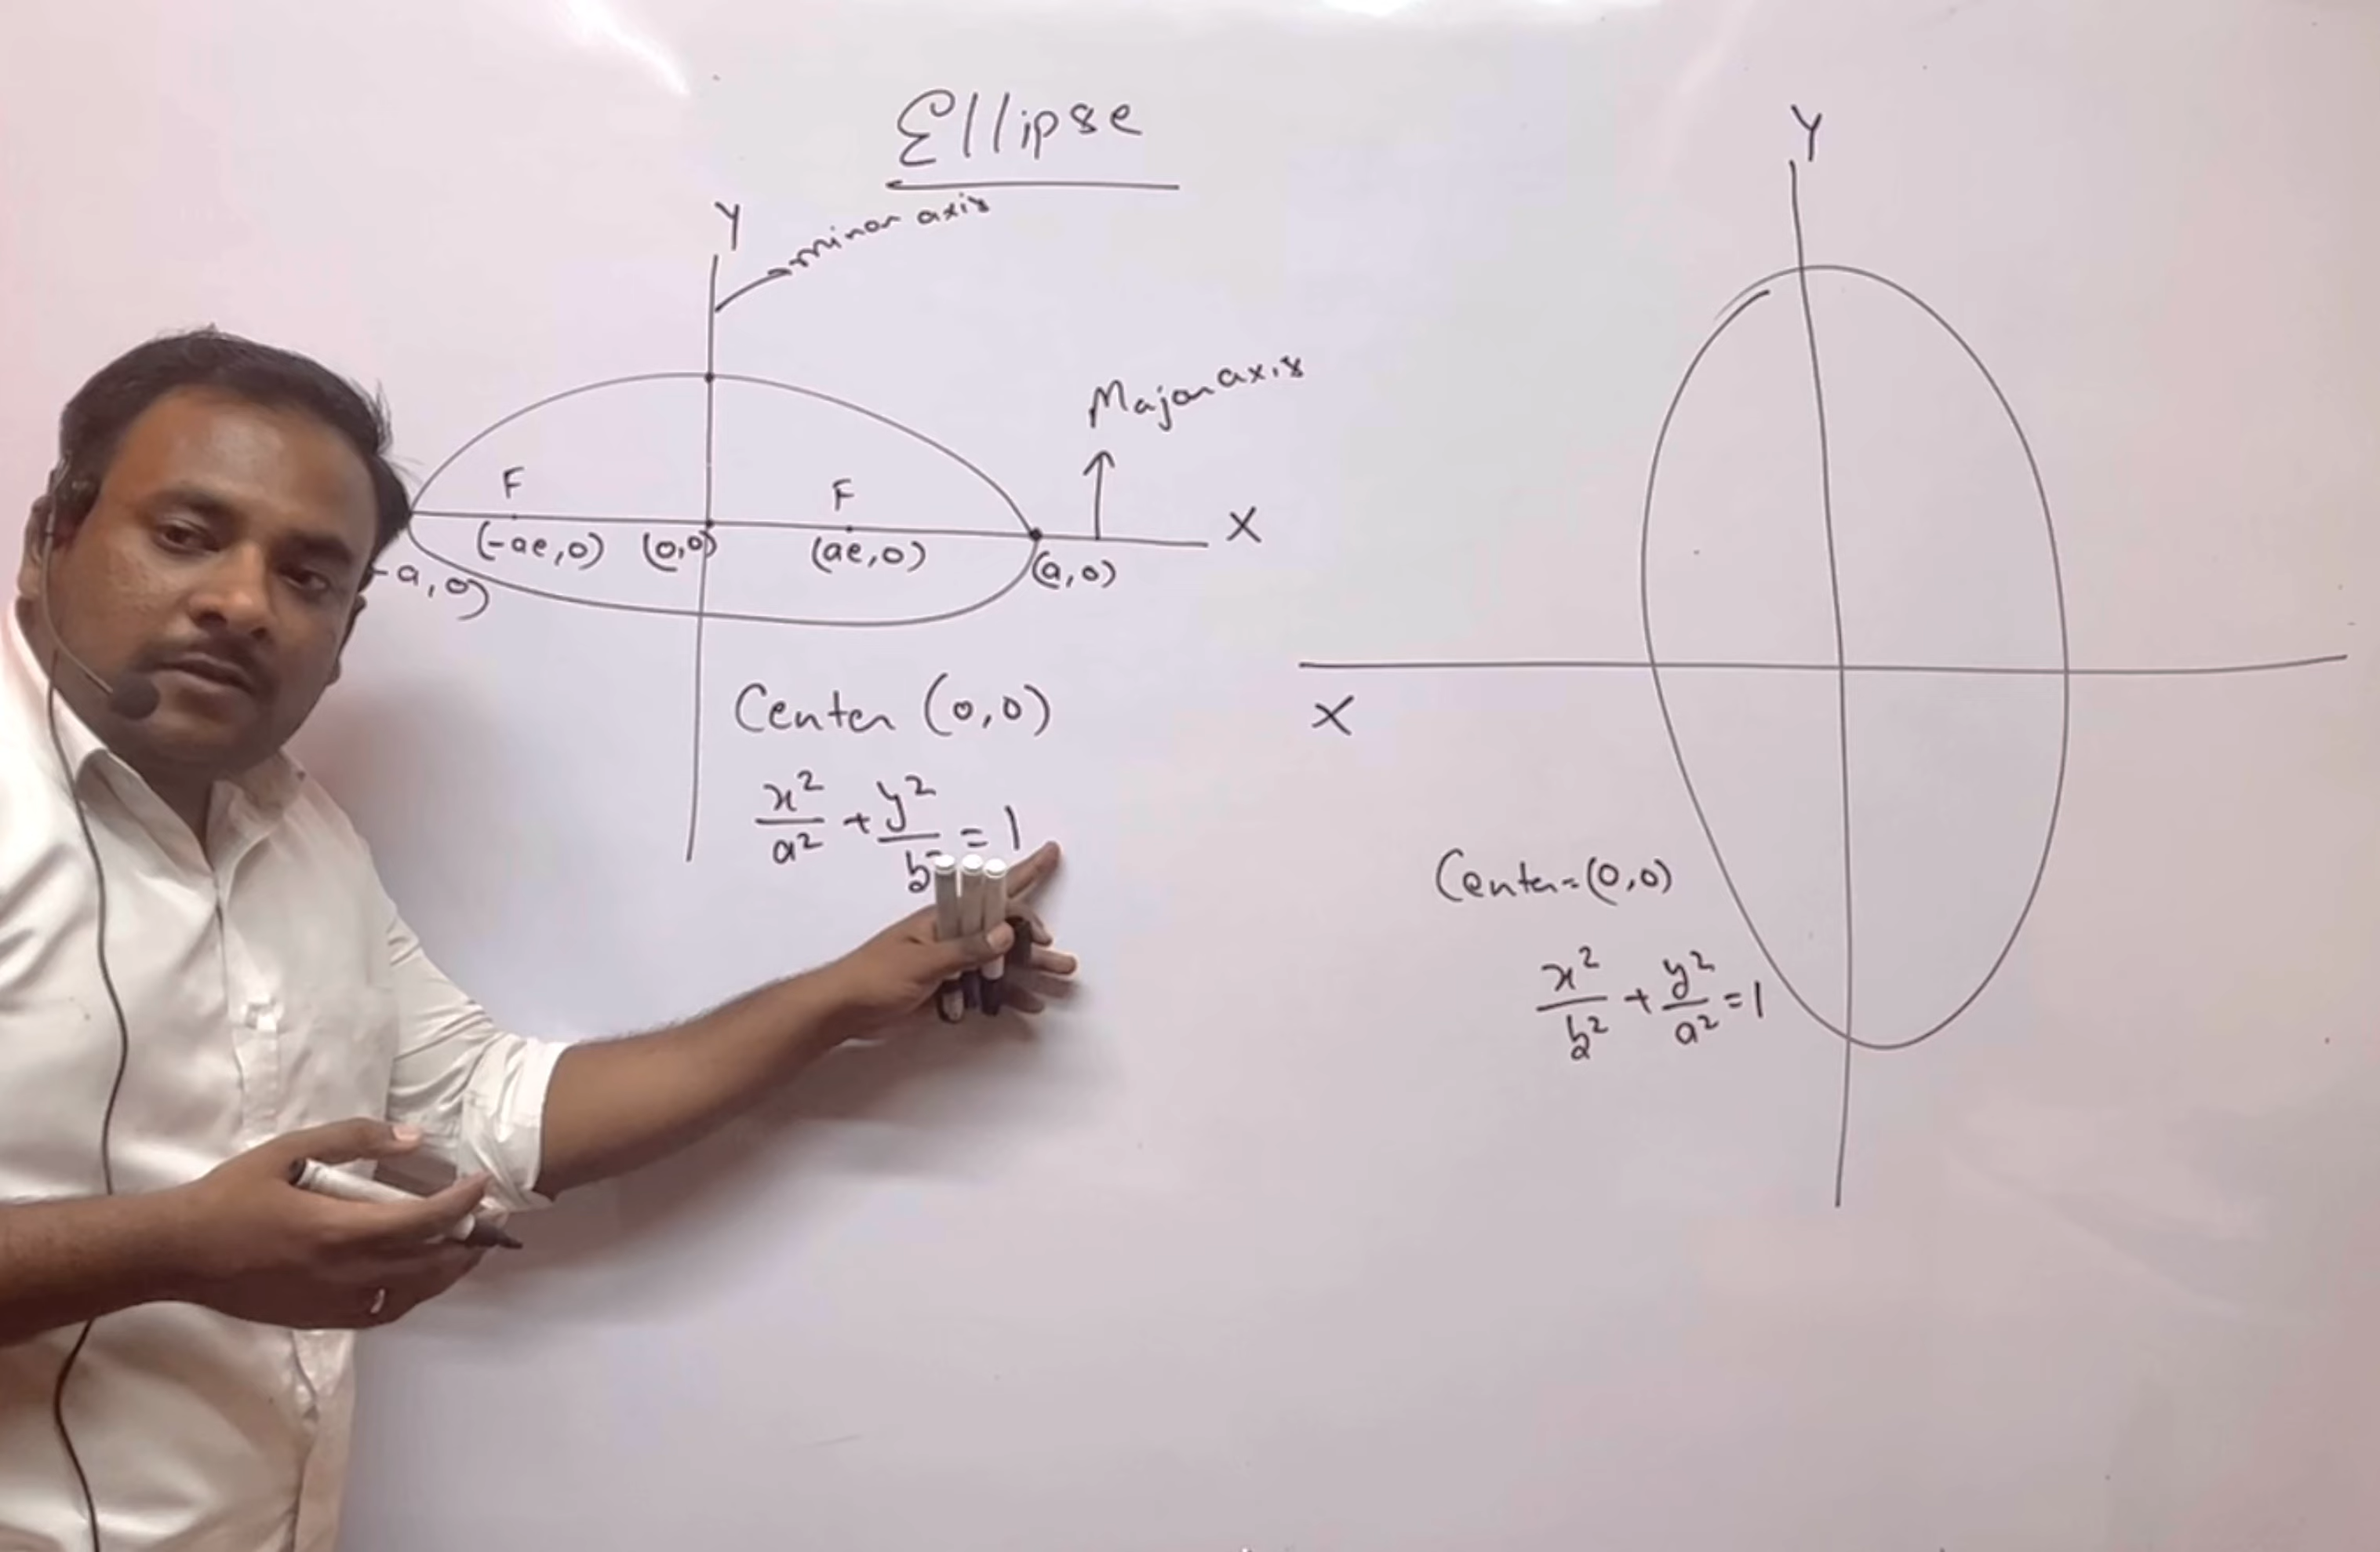 Ellipse
Y
minor axis
Major axis
F
F
X
(-ae,0)
(0,0)
(ae,0)
(a,0)
-a,0)
Center (0,0)
x²/a² + y²/b = 1
Y
X
Center=(0,0)
x²/b² + y²/a² = 1